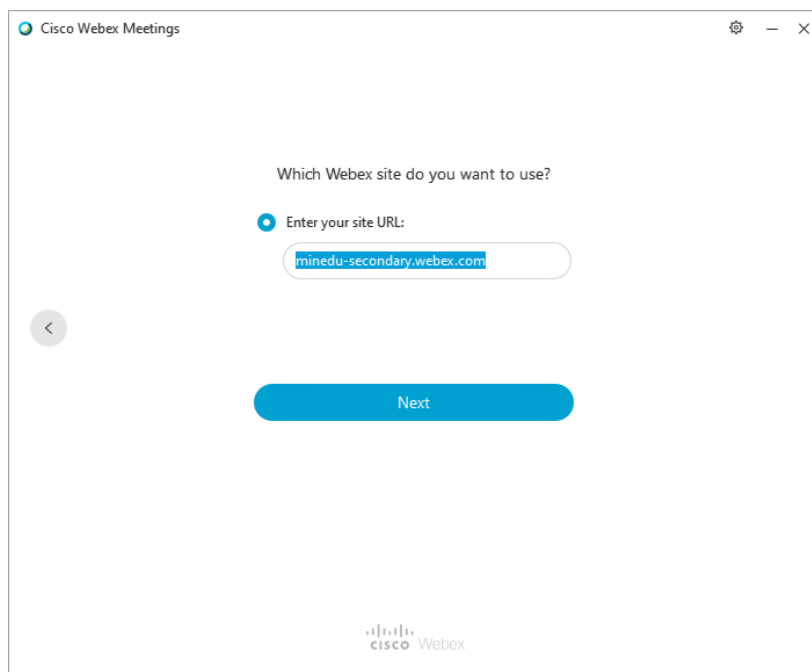 Cisco Webex Meetings
Which Webex site do you want to use?
Enter your site URL:
minedu-secondary.webex.com
Next
CISCO Webex